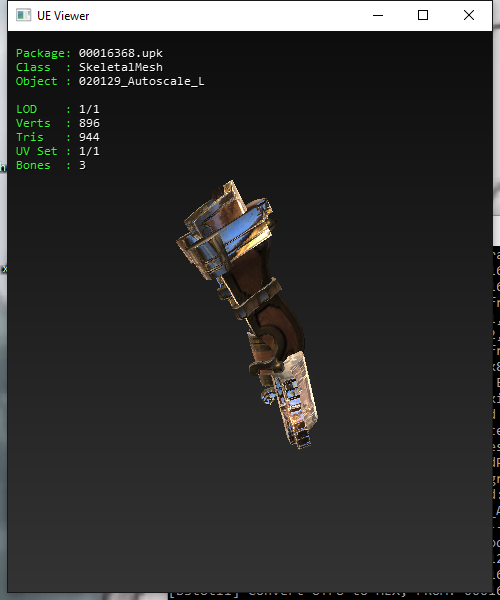 UE Viewer
Package: 00016368.upk
Class  : SkeletalMesh
Object : 020129_Autoscale_L
LOD    : 1/1
Verts  : 896
Tris   : 944
UV Set : 1/1
Bones  : 3